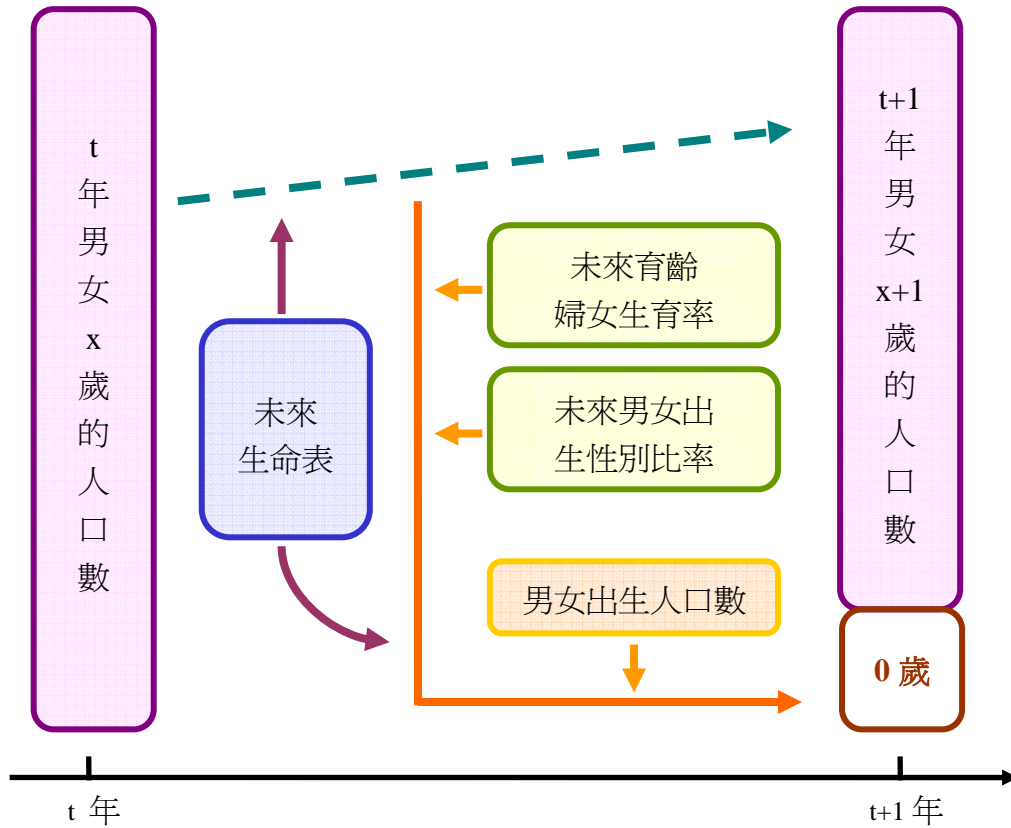 t
年
男
女
x
歲
的
人
口
數
未來
生命表
未來育齡
婦女生育率
未來男女出
生性別比率
男女出生人口數
t+1
年
男
女
x+1
歲
的
人
口
數
0 歲
t 年
t+1 年